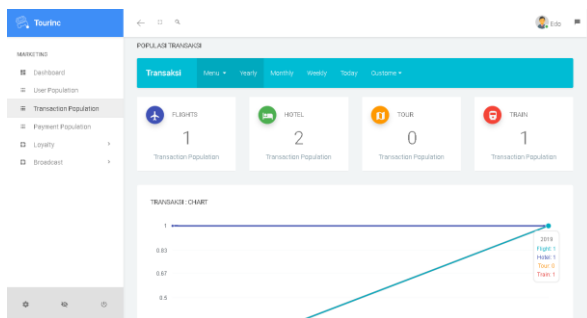 Tourinc
Edo
MARKETING
Dashboard
User Population
Transaction Population
Payment Population
Loyalty
Broadcast
POPULASI TRANSAKSI
Transaksi Menu Yearly Monthly Weekly Today Custome
FLIGHTS
1
Transaction Population
HOTEL
2
Transaction Population
TOUR
0
Transaction Population
TRAIN
1
Transaction Population
TRANSAKSI : CHART
1
0.83
0.67
0.5
2018
Flight: 1
Hotel: 1
Tour: 0
Train: 1